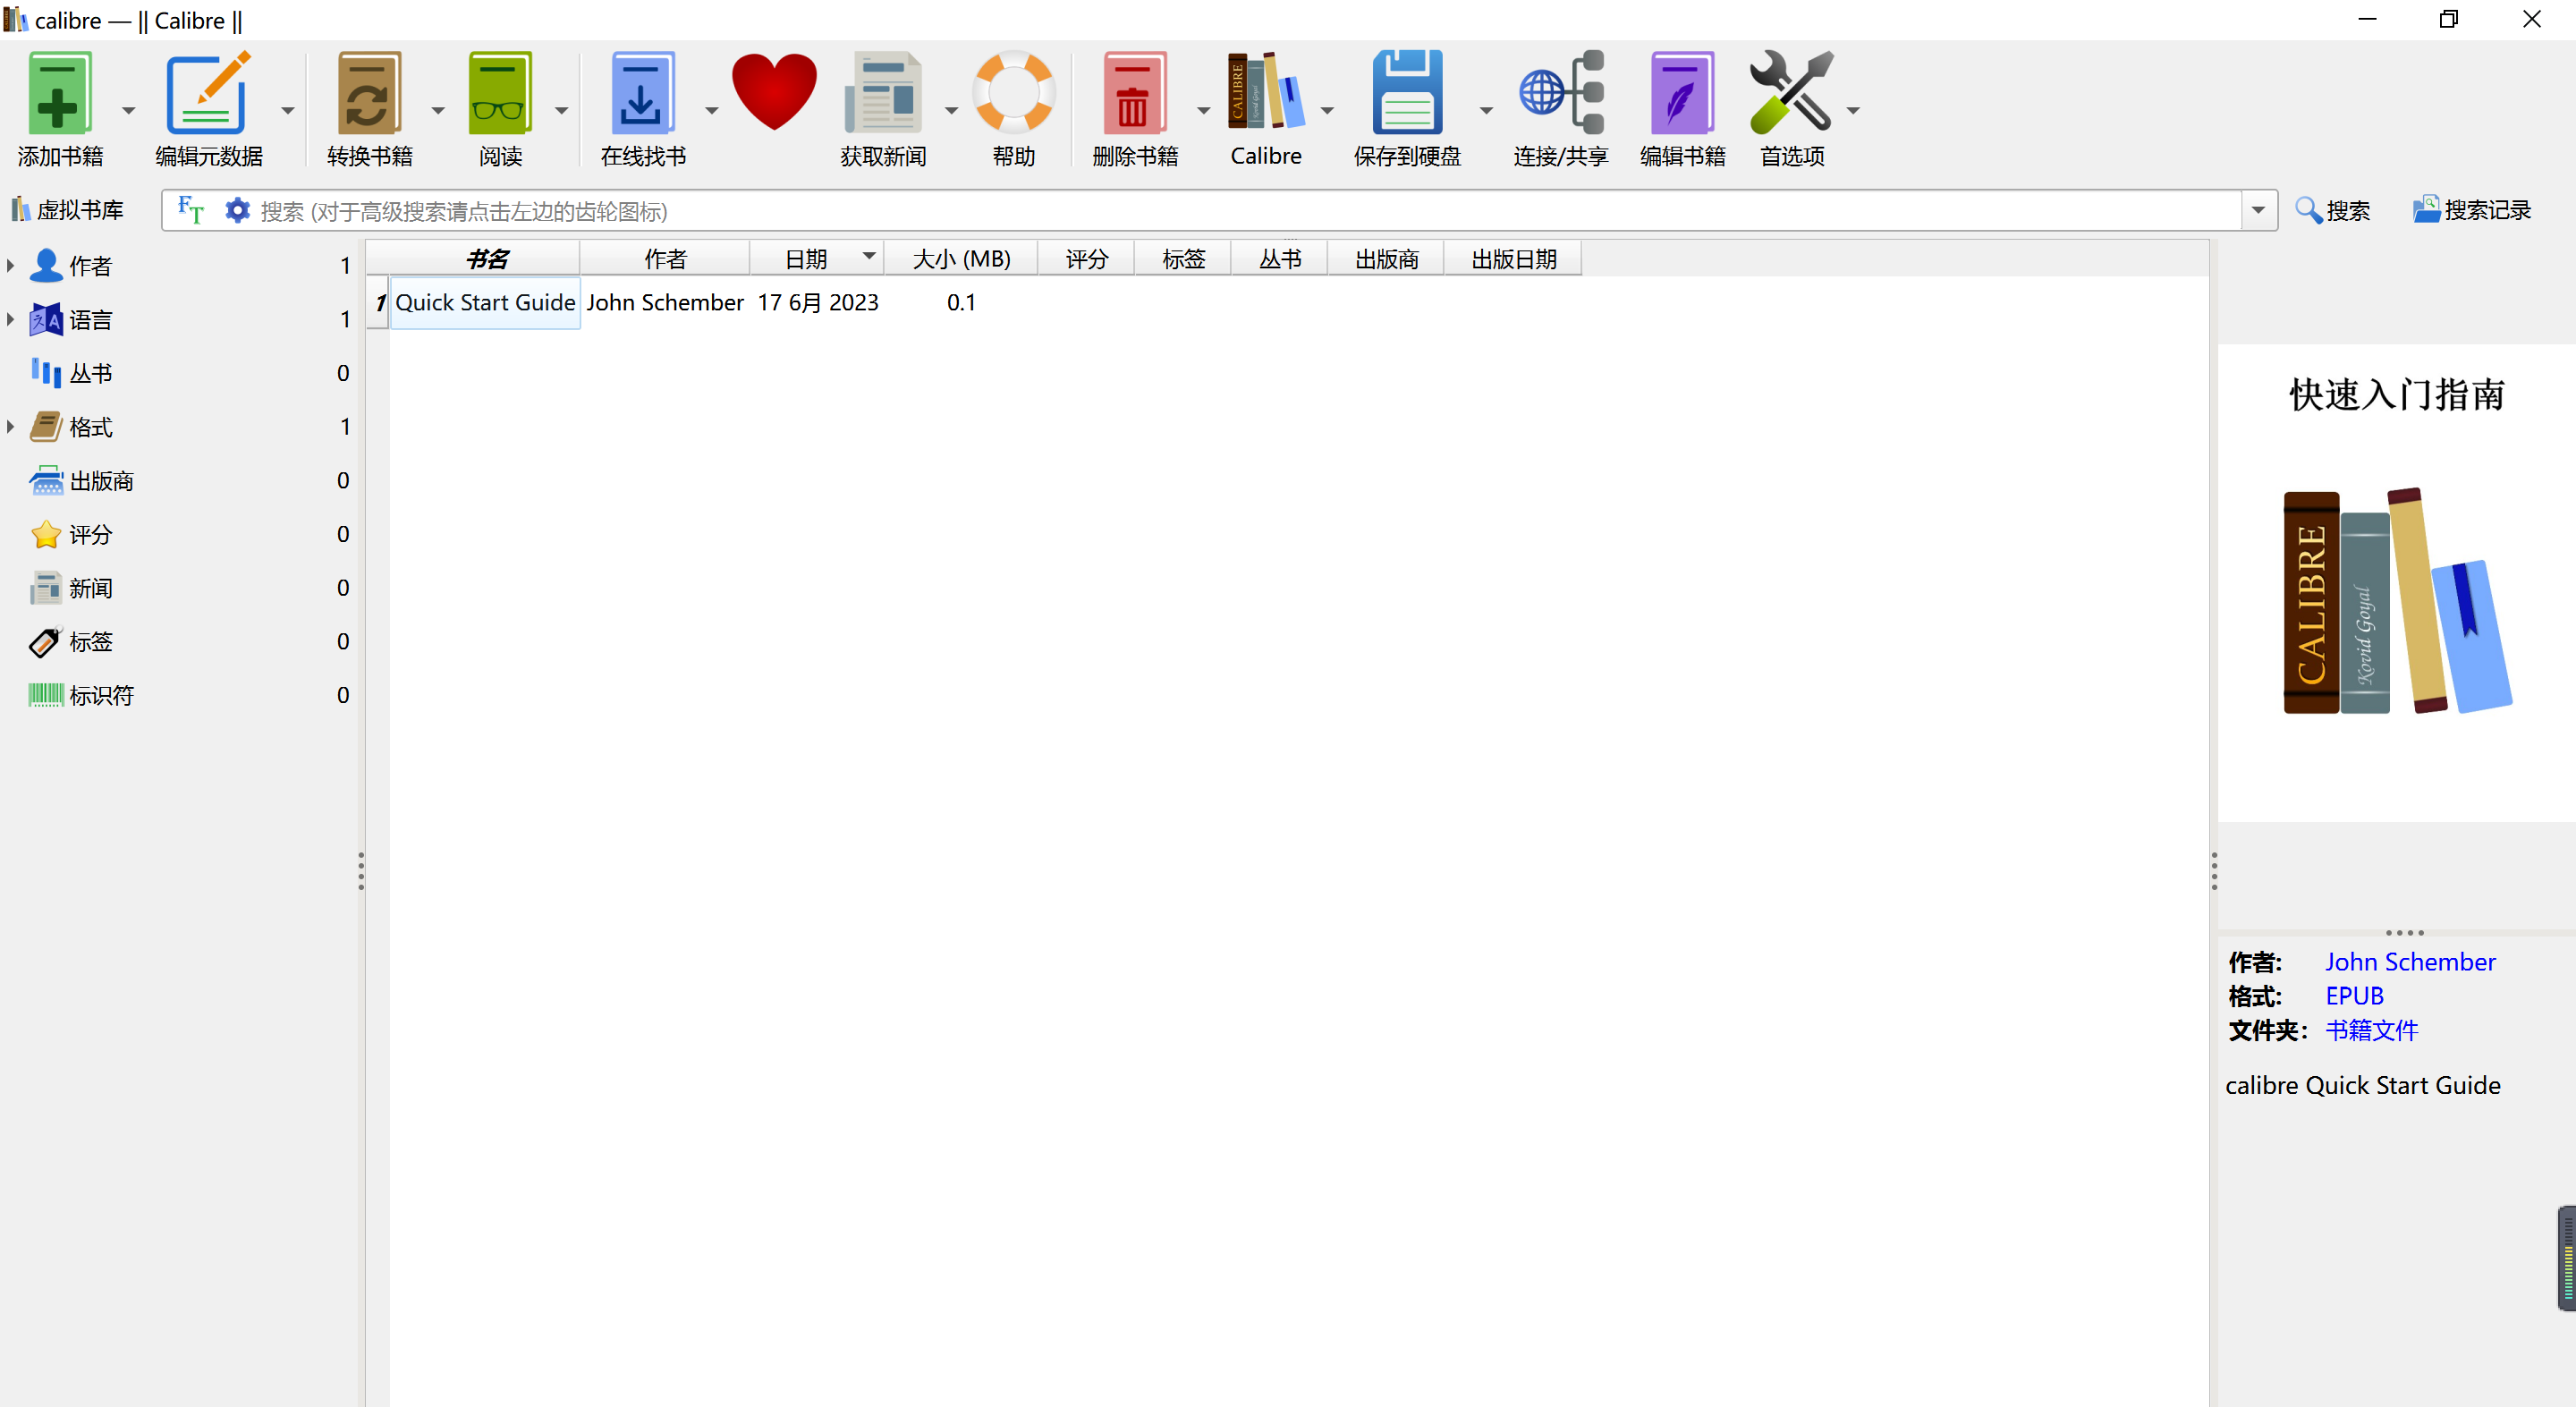 calibre — || Calibre ||
添加书籍 编辑元数据 转换书籍 阅读 在线找书 获取新闻 帮助 删除书籍 Calibre 保存到硬盘 连接/共享 编辑书籍 首选项
虚拟书库 搜索 (对于高级搜索请点击左边的齿轮图标) 搜索 搜索记录
作者 1
语言 1
丛书 0
格式 1
出版商 0
评分 0
新闻 0
标签 0
标识符 0
书名 作者 日期 大小 (MB) 评分 标签 丛书 出版商 出版日期
1 Quick Start Guide John Schember 17 6月 2023 0.1
快速入门指南
CALIBRE
Kovid Goyal
作者: John Schember
格式: EPUB
文件夹: 书籍文件
calibre Quick Start Guide